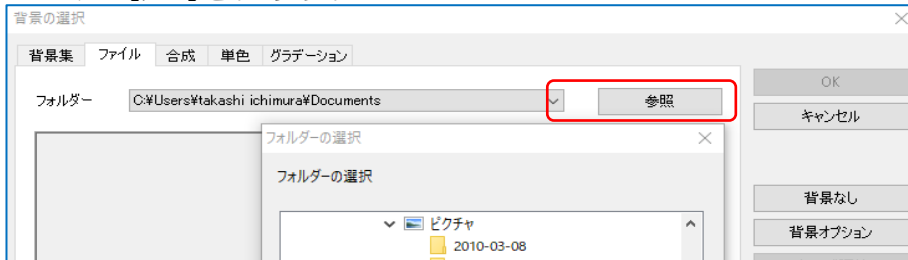 背景の選択
背景集 ファイル 合成 単色 グラデーション
フォルダー C:¥Users¥takashi ichimura¥Documents 参照
OK
キャンセル
フォルダーの選択
フォルダーの選択
背景なし
ピクチャ
背景オプション
2010-03-08